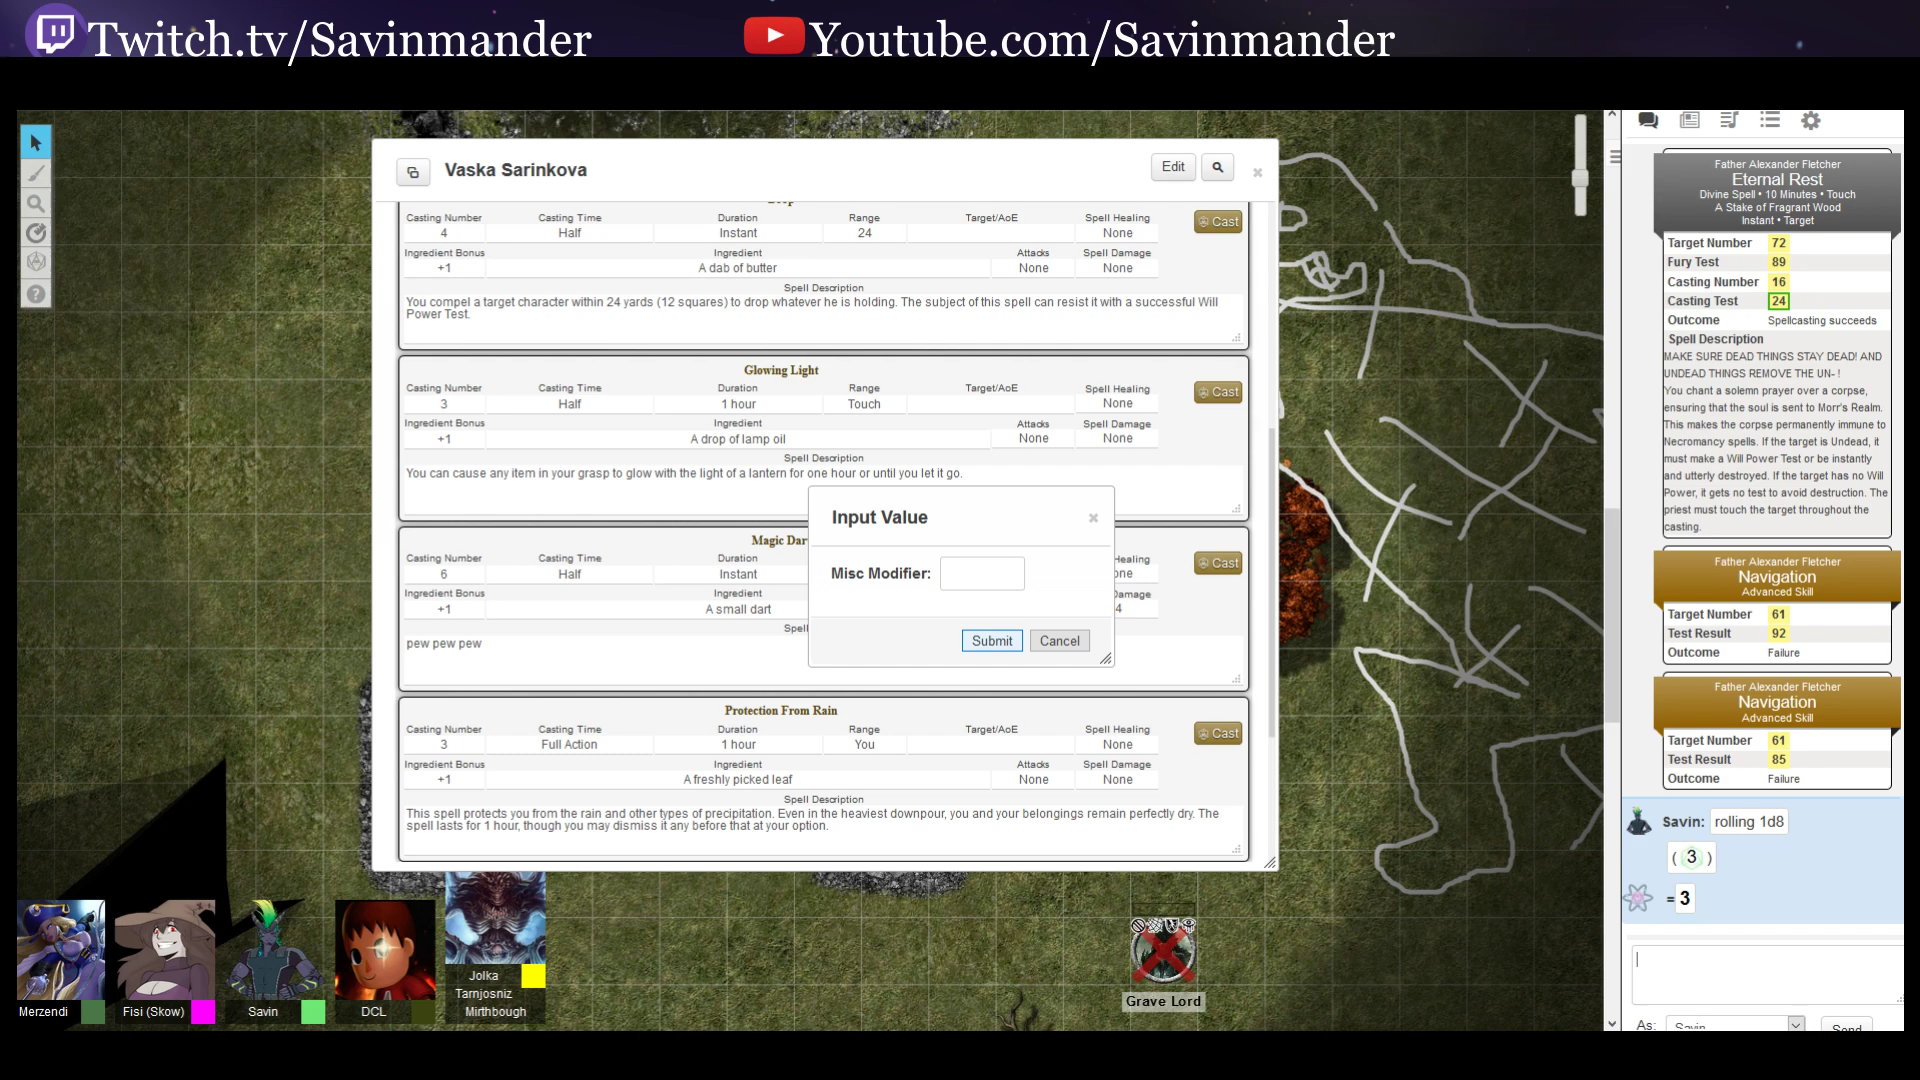 Twitch.tv/Savinmander
Youtube.com/Savinmander
Vaska Sarinkova
Edit
Casting Number Casting Time Duration Range Target/AoE Spell Healing
4 Half Instant 24 None
Cast
Ingredient Bonus Ingredient Attacks Spell Damage
+1 A dab of butter None None
Spell Description
You compel a target character within 24 yards (12 squares) to drop whatever he is holding. The subject of this spell can resist it with a successful Will
Power Test.
Glowing Light
Casting Number Casting Time Duration Range Target/AoE Spell Healing
3 Half 1 hour Touch None
Cast
Ingredient Bonus Ingredient Attacks Spell Damage
+1 A drop of lamp oil None None
Spell Description
You can cause any item in your grasp to glow with the light of a lantern for one hour or until you let it go.
Magic Dar
Casting Number Casting Time Duration Healing
6 Half Instant
Cast
Ingredient Bonus Ingredient
+1 A small dart 4
Spel
pew pew pew
Input Value
Misc Modifier:
Submit Cancel
Protection From Rain
Casting Number Casting Time Duration Range Target/AoE Spell Healing
3 Full Action 1 hour You None
Cast
Ingredient Bonus Ingredient Attacks Spell Damage
+1 A freshly picked leaf None None
Spell Description
This spell protects you from the rain and other types of precipitation. Even in the heaviest downpour, you and your belongings remain perfectly dry. The
spell lasts for 1 hour, though you may dismiss it any before that at your option.
Merzendi
Fisi (Skow)
Savin
DCL
Jolka
Tarnjosniz
Mirthbough
Grave Lord
Father Alexander Fletcher
Eternal Rest
Divine Spell • 10 Minutes • Touch
A Stake of Fragrant Wood
Instant • Target
Target Number 72
Fury Test 89
Casting Number 16
Casting Test 24
Outcome Spellcasting succeeds
Spell Description
MAKE SURE DEAD THINGS STAY DEAD! AND
UNDEAD THINGS REMOVE THE UN- !
You chant a solemn prayer over a corpse,
ensuring that the soul is sent to Morr's Realm.
This makes the corpse permanently immune to
Necromancy spells. If the target is Undead, it
must make a Will Power Test or be instantly
and utterly destroyed. If the target has no Will
Power, it gets no test to avoid destruction. The
priest must touch the target throughout the
casting.
Father Alexander Fletcher
Navigation
Advanced Skill
Target Number 61
Test Result 92
Outcome Failure
Father Alexander Fletcher
Navigation
Advanced Skill
Target Number 61
Test Result 85
Outcome Failure
Savin: rolling 1d8
( 3 )
= 3
As: Savin Send